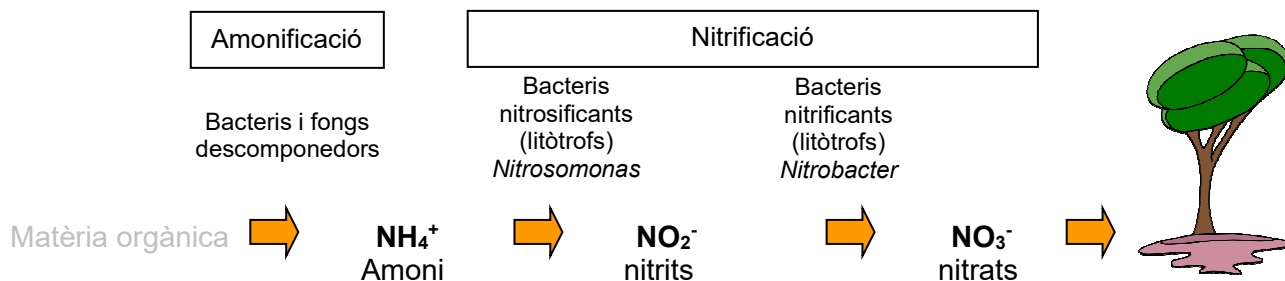 Amonificació
Nitrificació
Bacteris i fongs
descomponedors
Bacteris
nitrosificants
(litòtrofs)
Nitrosomonas
Bacteris
nitrificants
(litòtrofs)
Nitrobacter
Matèria orgànica
NH₄⁺
Amoni
NO₂⁻
nitrits
NO₃⁻
nitrats